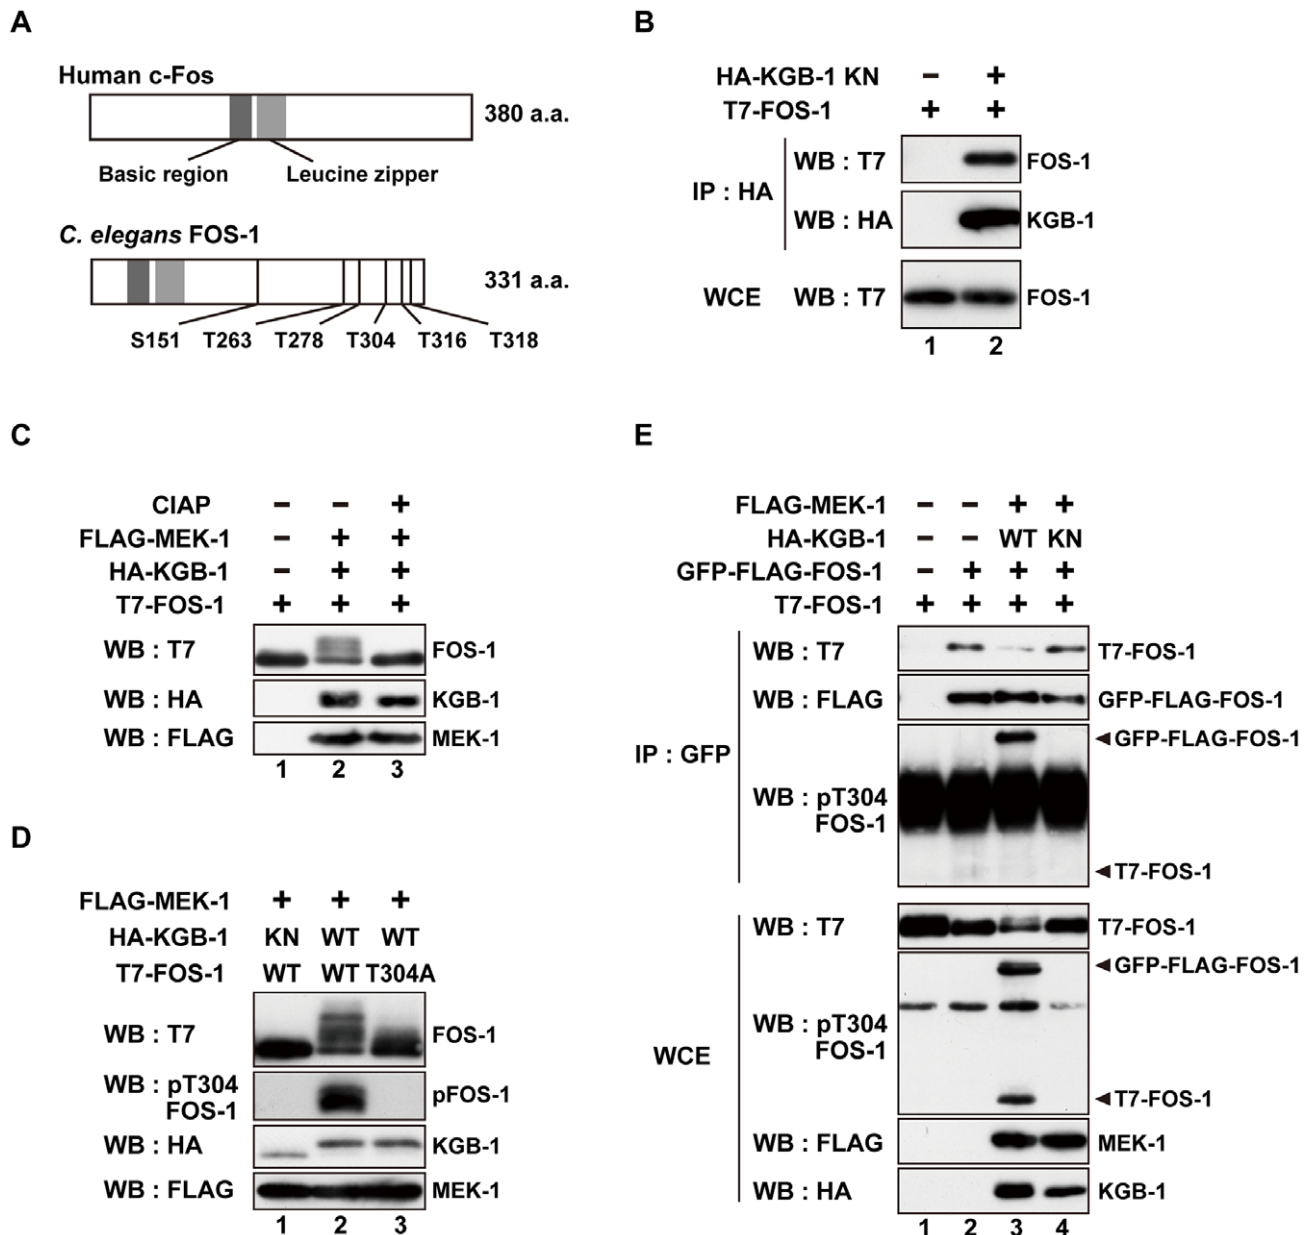 A
Human c-Fos
380 a.a.
Basic region
Leucine zipper
C. elegans FOS-1
331 a.a.
S151 T263 T278 T304 T316 T318
B
HA-KGB-1 KN − +
T7-FOS-1 + +
IP : HA
WB : T7 FOS-1
WB : HA KGB-1
WCE WB : T7 FOS-1
1 2
C
CIAP − − +
FLAG-MEK-1 − + +
HA-KGB-1 − + +
T7-FOS-1 + + +
WB : T7 FOS-1
WB : HA KGB-1
WB : FLAG MEK-1
1 2 3
D
FLAG-MEK-1 + + +
HA-KGB-1 KN WT WT
T7-FOS-1 WT WT T304A
WB : T7 FOS-1
WB : pT304 pFOS-1
FOS-1
WB : HA KGB-1
WB : FLAG MEK-1
1 2 3
E
FLAG-MEK-1 − − + +
HA-KGB-1 − − WT KN
GFP-FLAG-FOS-1 − + + +
T7-FOS-1 + + + +
IP : GFP
WB : T7 T7-FOS-1
WB : FLAG GFP-FLAG-FOS-1
◄GFP-FLAG-FOS-1
WB : pT304
FOS-1
◄T7-FOS-1
WCE
WB : T7 T7-FOS-1
◄GFP-FLAG-FOS-1
WB : pT304
FOS-1
◄T7-FOS-1
WB : FLAG MEK-1
WB : HA KGB-1
1 2 3 4